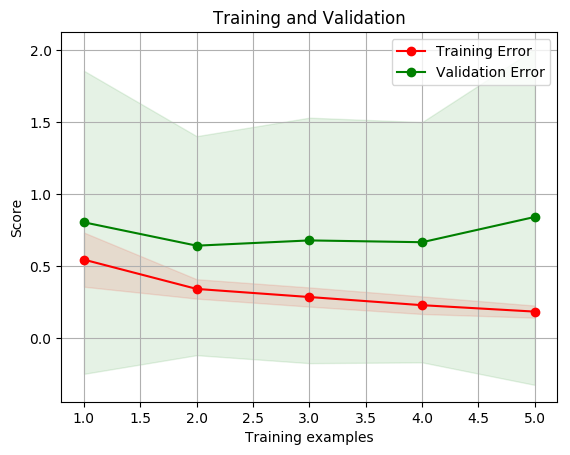 Training and Validation
Training Error
Validation Error
Score
2.0
1.5
1.0
0.5
0.0
1.0 1.5 2.0 2.5 3.0 3.5 4.0 4.5 5.0
Training examples